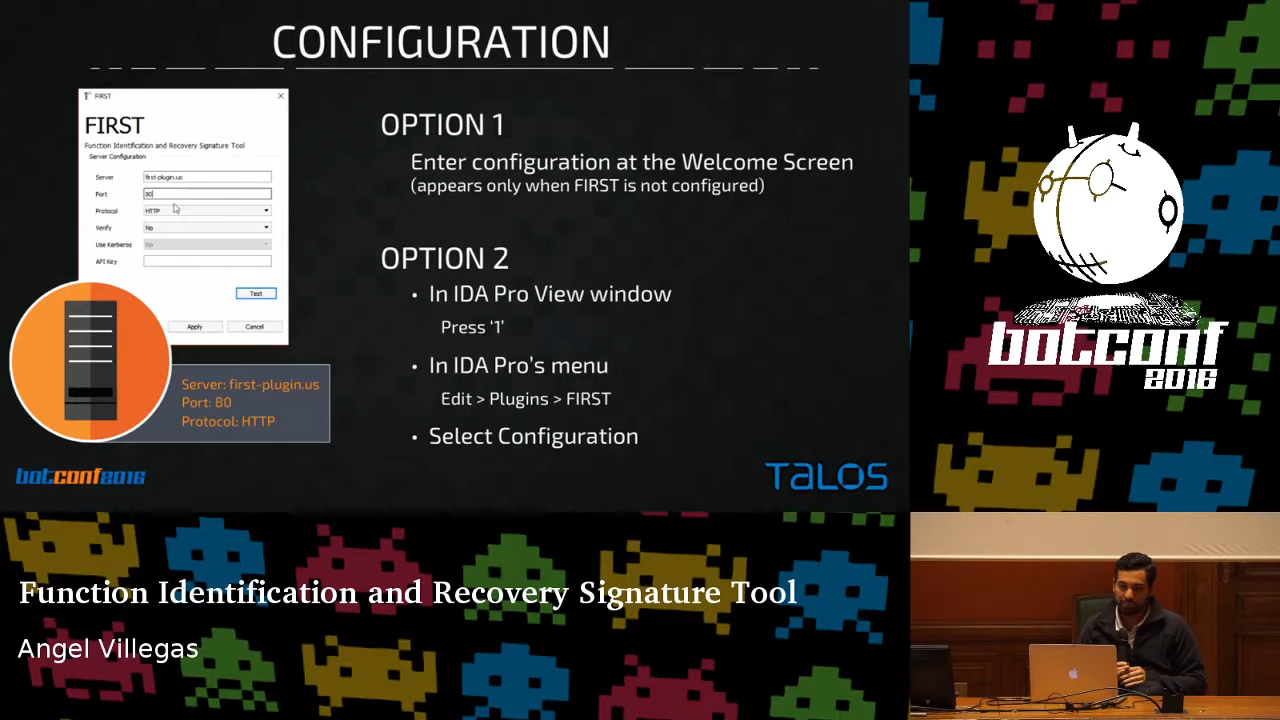 CONFIGURATION
FIRST
FIRST
Function Identification and Recovery Signature Tool
Server Configuration
Server first-plugin.us
Port 80
Protocol HTTP
Verify No
Use Kerberos No
API Key
Test
Apply Cancel
Server: first-plugin.us
Port: 80
Protocol: HTTP
OPTION 1
Enter configuration at the Welcome Screen
(appears only when FIRST is not configured)
OPTION 2
• In IDA Pro View window
Press ‘1’
• In IDA Pro’s menu
Edit > Plugins > FIRST
• Select Configuration
botconf2016
TALOS
botconf
2016
Function Identification and Recovery Signature Tool
Angel Villegas